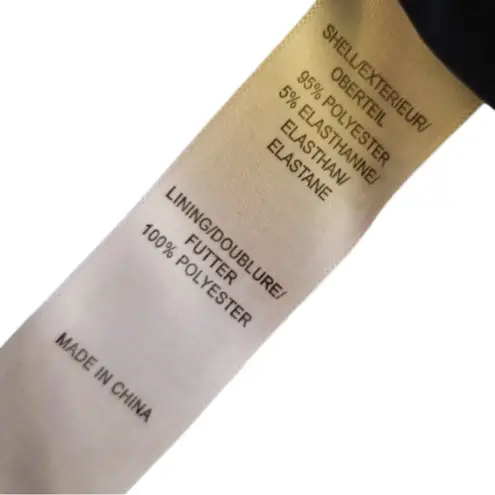 SHELL/EXTERIEUR/
OBERTEIL
95% POLYESTER
5% ELASTHANNE/
ELASTHAN/
ELASTANE
LINING/DOUBLURE/
FUTTER
100% POLYESTER
MADE IN CHINA